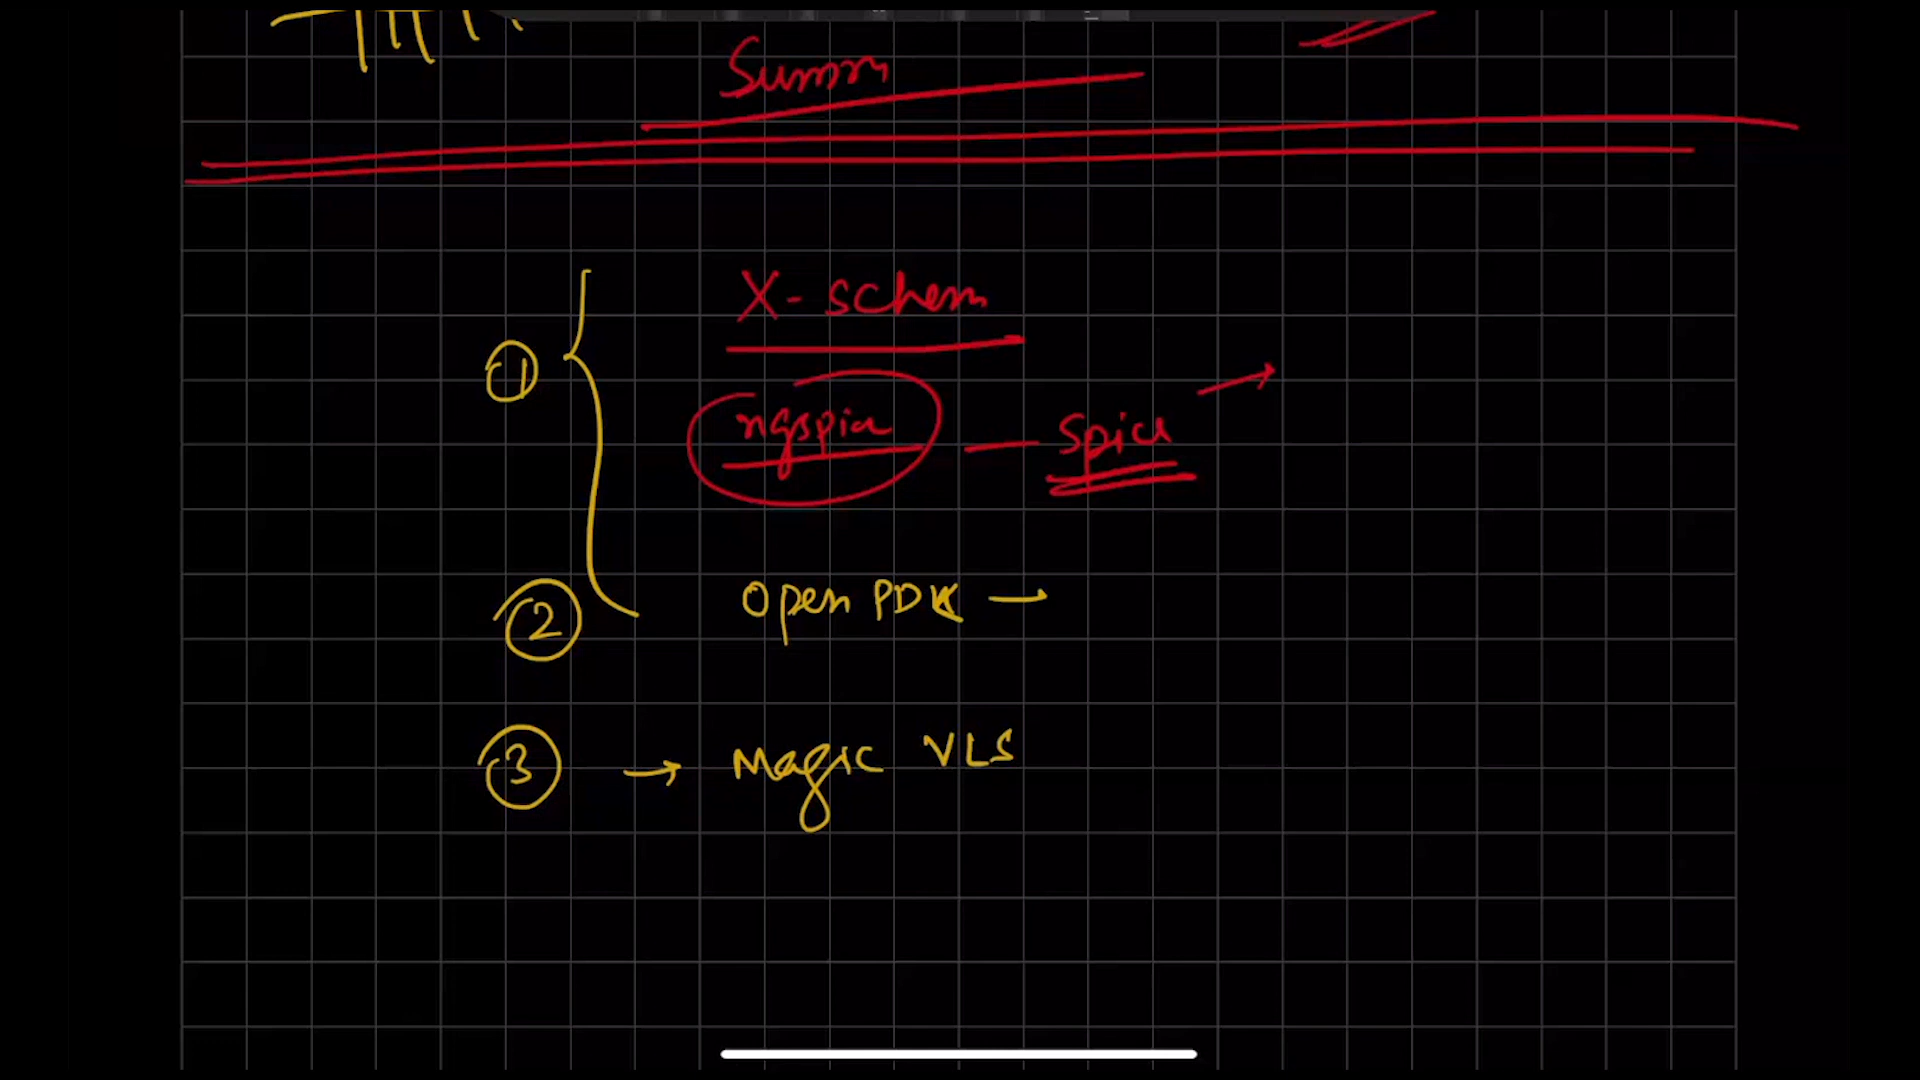 Summ
X-schem
①
ngspice — Spice →
② Open PDK →
③ → Magic VLS